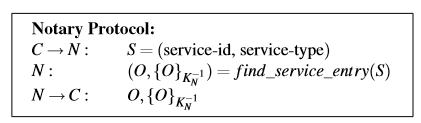 Notary Protocol:
C → N : S = (service-id, service-type)
N : (O, {O}_{K_N^{-1}}) = find_service_entry(S)
N → C : O, {O}_{K_N^{-1}}